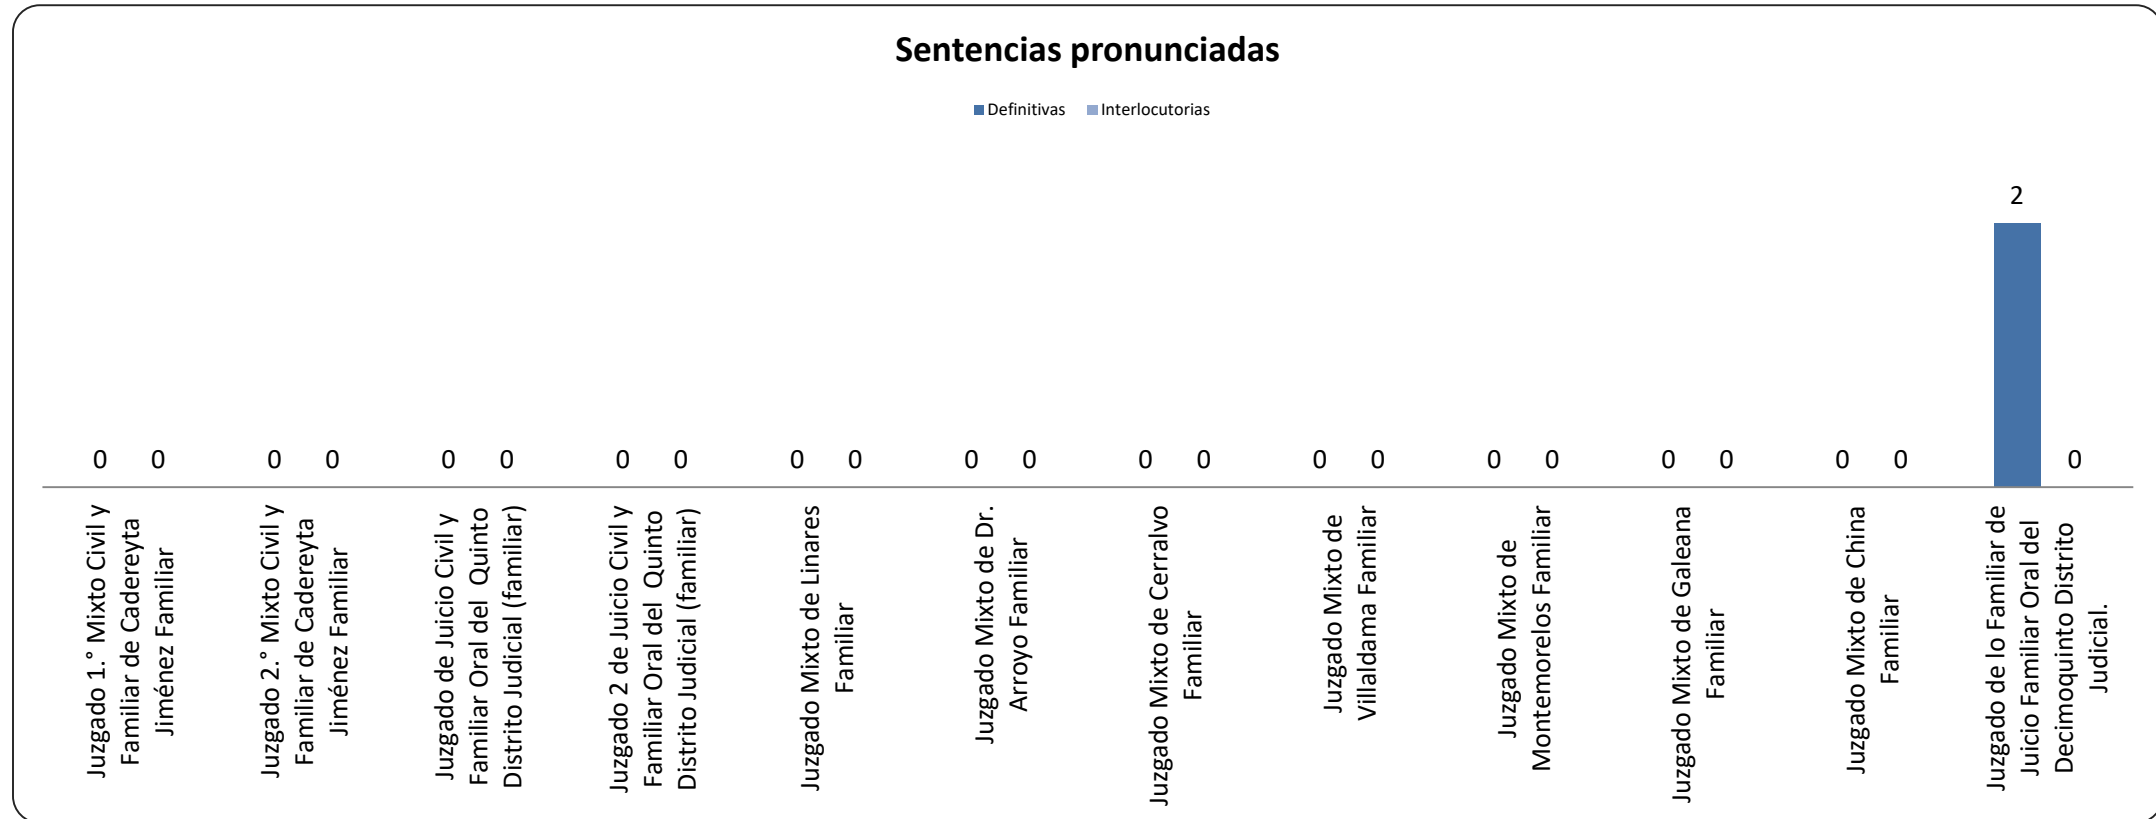 Sentencias pronunciadas
Definitivas Interlocutorias
2
0 0 0 0 0 0 0 0 0 0 0 0 0 0 0 0 0 0 0 0 0 0 0
Juzgado 1.° Mixto Civil y
Familiar de Cadereyta
Jiménez Familiar
Juzgado 2.° Mixto Civil y
Familiar de Cadereyta
Jiménez Familiar
Juzgado de Juicio Civil y
Familiar Oral del Quinto
Distrito Judicial (familiar)
Juzgado 2 de Juicio Civil y
Familiar Oral del Quinto
Distrito Judicial (familiar)
Juzgado Mixto de Linares
Familiar
Juzgado Mixto de Dr.
Arroyo Familiar
Juzgado Mixto de Cerralvo
Familiar
Juzgado Mixto de
Villaldama Familiar
Juzgado Mixto de
Montemorelos Familiar
Juzgado Mixto de Galeana
Familiar
Juzgado Mixto de China
Familiar
Juzgado de lo Familiar de
Juicio Familiar Oral del
Decimoquinto Distrito
Judicial.